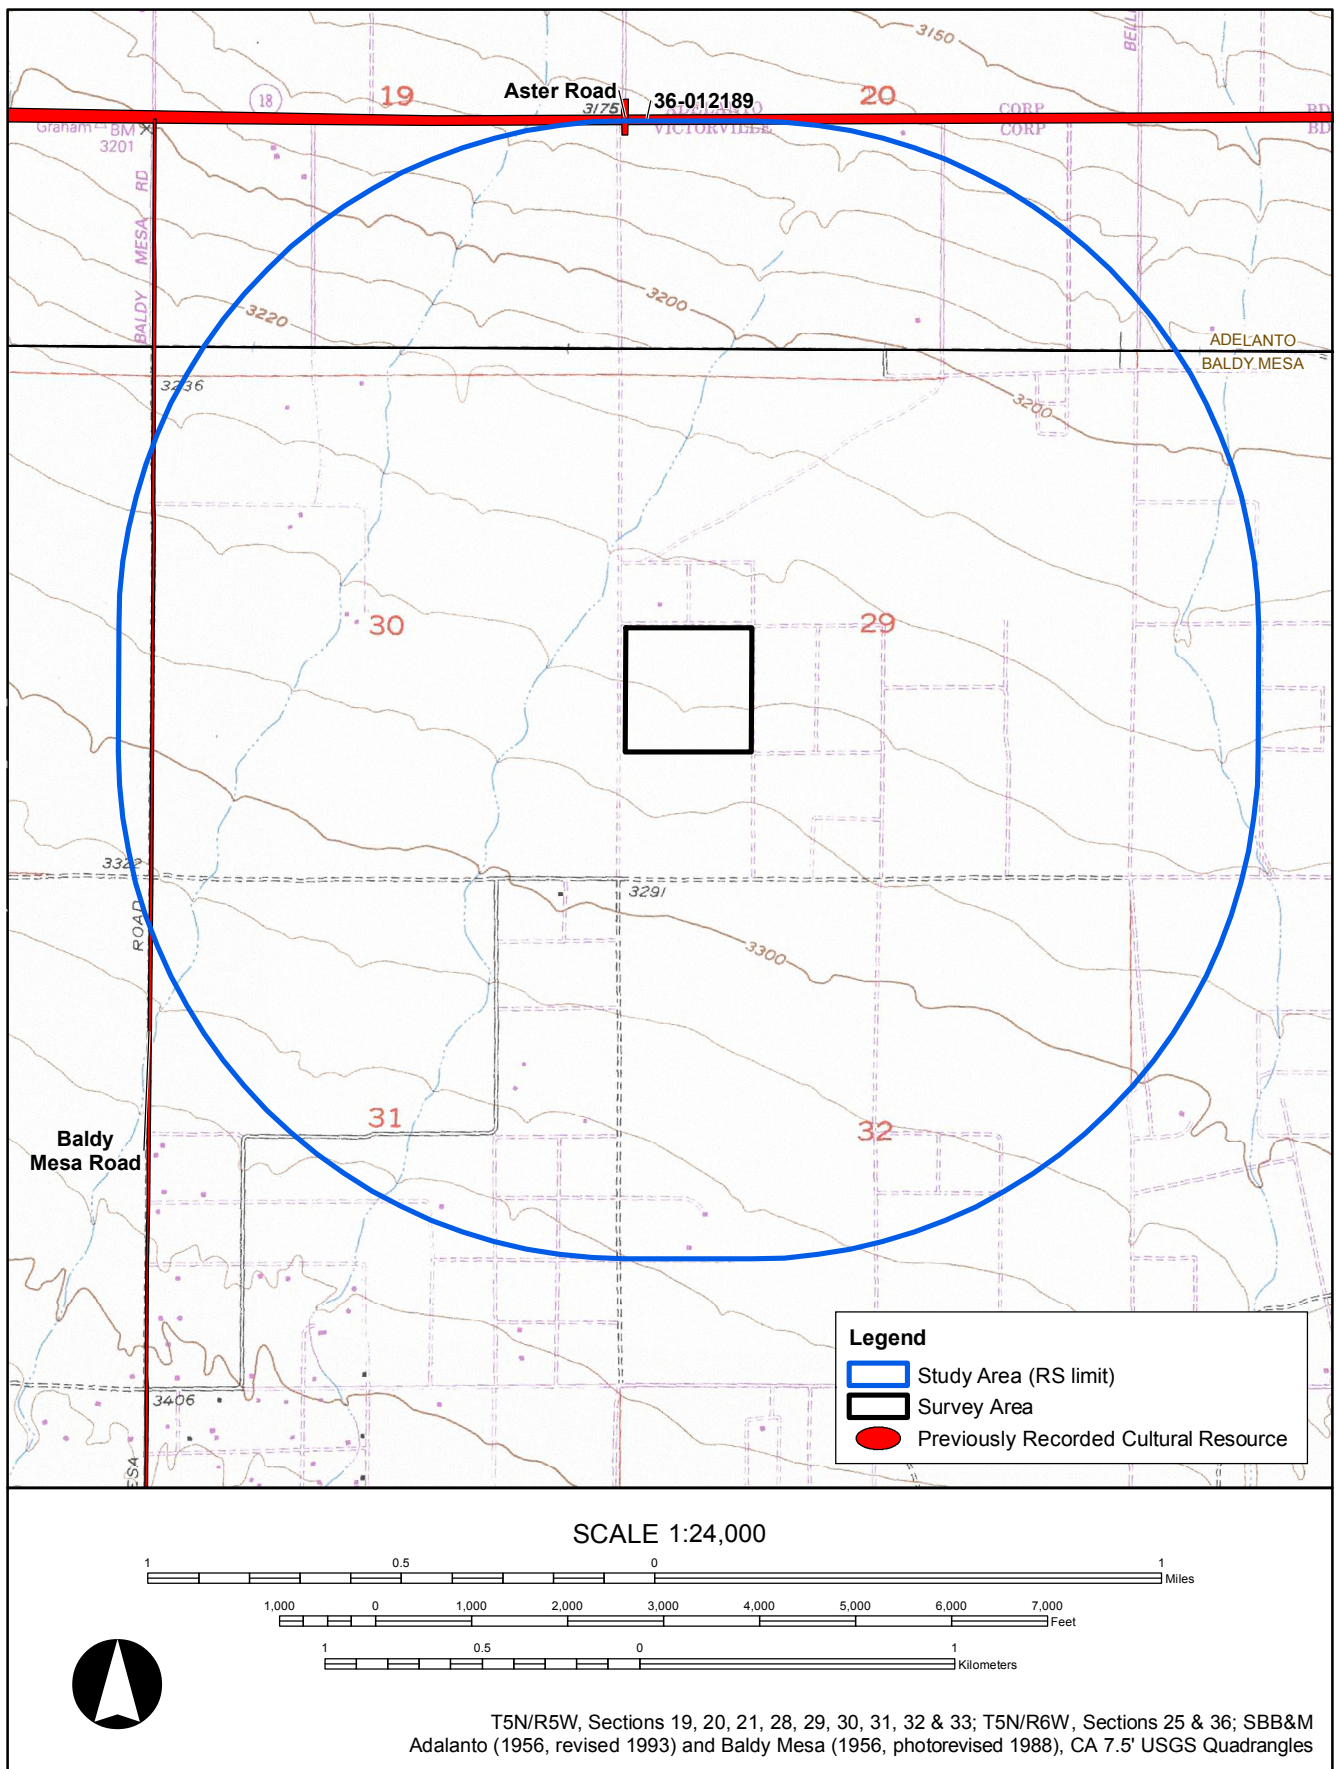 3150
BELL
19
20
18
Aster Road
3175
36-012189
ADELANTO
VICTORVILLE
CORP
CORP
BD
BD
Graham
BM
3201
BALDY MESA RD
3220
3200
ADELANTO
BALDY MESA
3236
3200
30
29
3322
3291
ROAD
3300
31
32
Baldy
Mesa Road
3406
ESA
Legend
Study Area (RS limit)
Survey Area
Previously Recorded Cultural Resource
SCALE 1:24,000
1 0.5 0 1
Miles
1,000 0 1,000 2,000 3,000 4,000 5,000 6,000 7,000
Feet
1 0.5 0 1
Kilometers
T5N/R5W, Sections 19, 20, 21, 28, 29, 30, 31, 32 & 33; T5N/R6W, Sections 25 & 36; SBB&M
Adalanto (1956, revised 1993) and Baldy Mesa (1956, photorevised 1988), CA 7.5' USGS Quadrangles